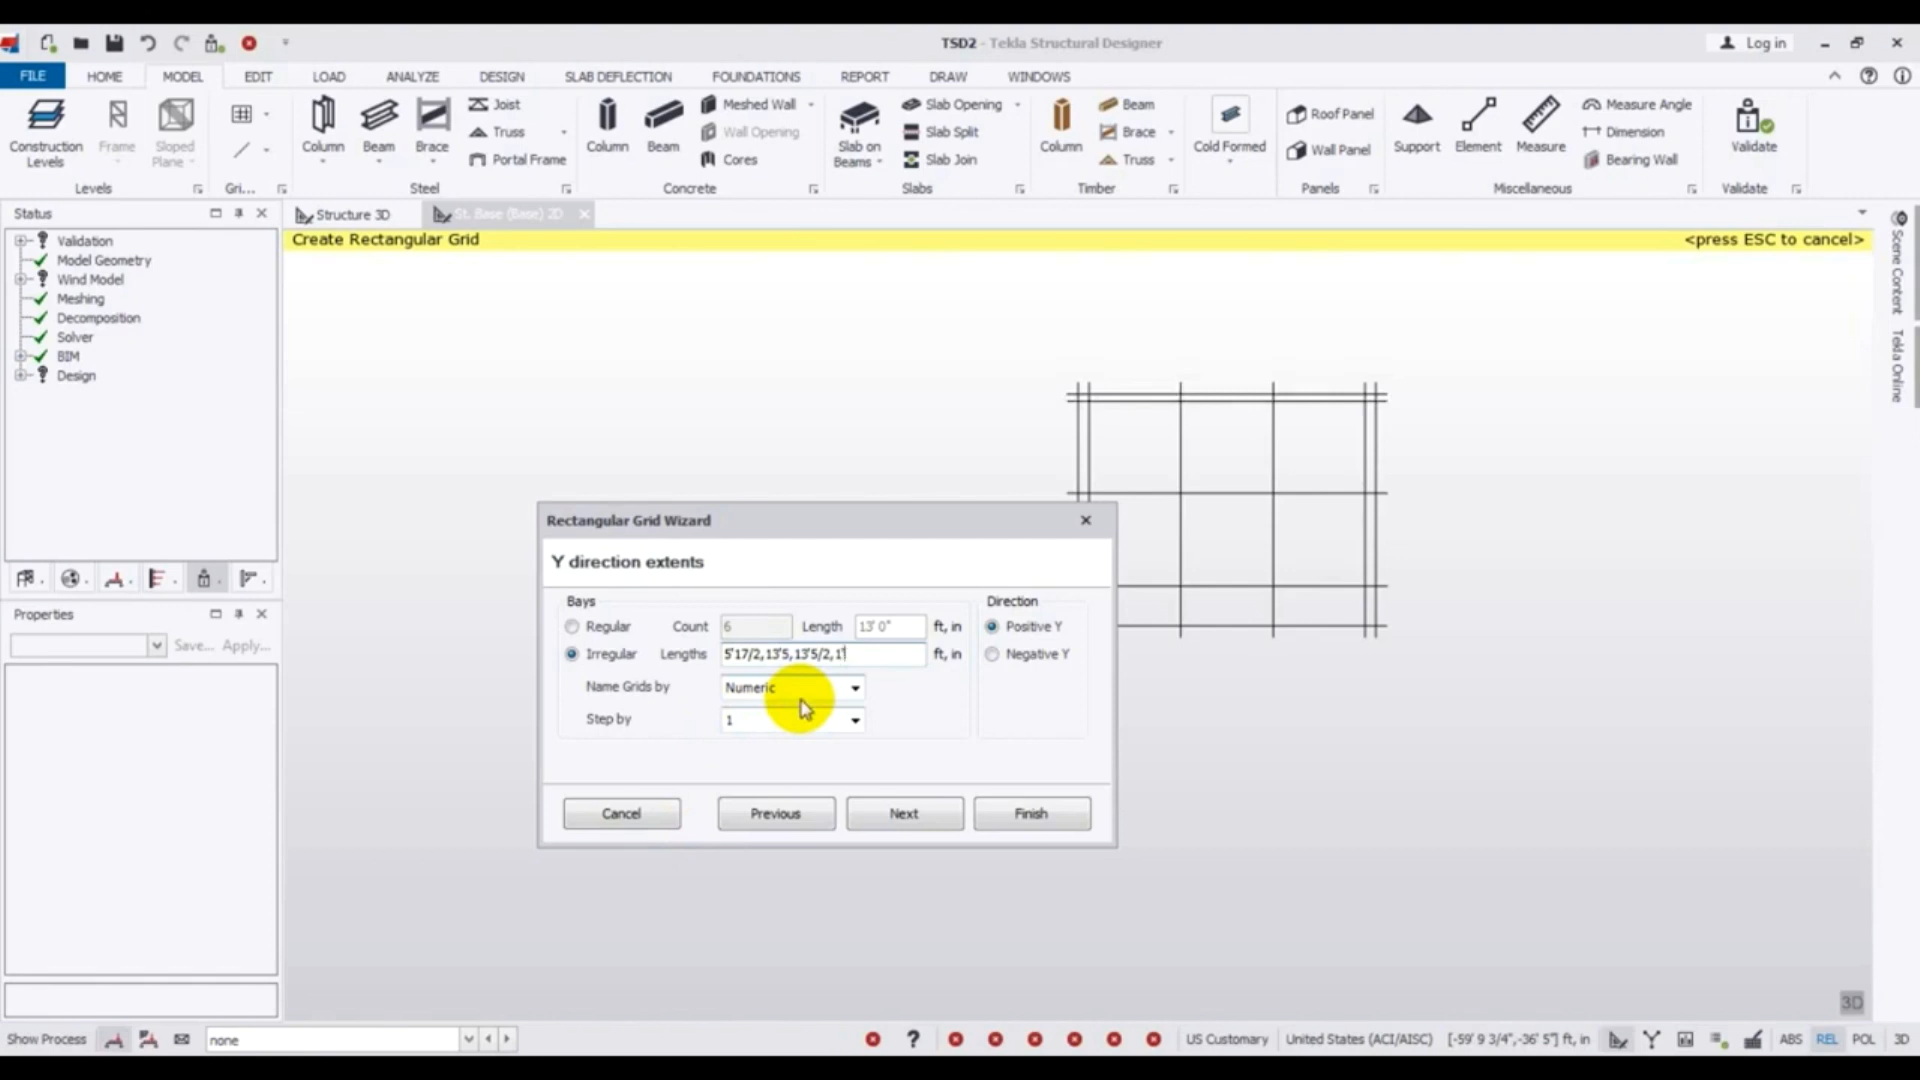 TSD2 - Tekla Structural Designer
Log in
FILE HOME MODEL EDIT LOAD ANALYZE DESIGN SLAB DEFLECTION FOUNDATIONS REPORT DRAW WINDOWS
Construction Levels
Frame
Sloped Plane
Levels
Gri...
Column
Beam
Brace
Joist
Truss
Portal Frame
Steel
Column
Beam
Meshed Wall
Wall Opening
Cores
Concrete
Slab on Beams
Slab Opening
Slab Split
Slab Join
Slabs
Column
Beam
Brace
Truss
Timber
Cold Formed
Roof Panel
Wall Panel
Panels
Support
Element
Measure
Measure Angle
Dimension
Bearing Wall
Miscellaneous
Validate
Validate
Status
Validation
Model Geometry
Wind Model
Meshing
Decomposition
Solver
BIM
Design
Properties
Save... Apply...
Structure 3D
St. Base (Base) 2D
Create Rectangular Grid
<press ESC to cancel>
Scene Content
Tekla Online
Rectangular Grid Wizard
Y direction extents
Bays
Regular Count 6 Length 13' 0" ft, in
Irregular Lengths 5'17/2,13'5,13'5/2,1' ft, in
Name Grids by Numeric
Step by 1
Direction
Positive Y
Negative Y
Cancel Previous Next Finish
3D
Show Process none
US Customary United States (ACI/AISC) [-59' 9 3/4",-36' 5"] ft, in ABS REL POL 3D